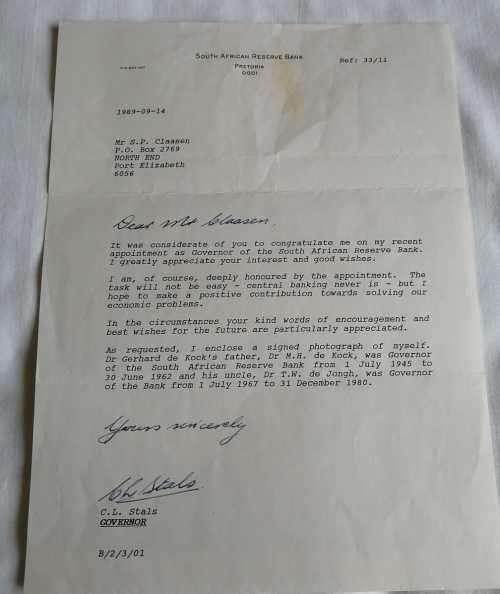 SOUTH AFRICAN RESERVE BANK
PRETORIA
0001
Ref: 33/11
1989-09-14
Mr S.P. Claasen
P.O. Box 2769
NORTH END
Port Elizabeth
6056
Dear Mr Claasen,
It was considerate of you to congratulate me on my recent
appointment as Governor of the South African Reserve Bank.
I greatly appreciate your interest and good wishes.
I am, of course, deeply honoured by the appointment. The
task will not be easy - central banking never is - but I
hope to make a positive contribution towards solving our
economic problems.
In the circumstances your kind words of encouragement and
best wishes for the future are particularly appreciated.
As requested, I enclose a signed photograph of myself.
Dr Gerhard de Kock's father, Dr M.H. de Kock, was Governor
of the South African Reserve Bank from 1 July 1945 to
30 June 1962 and his uncle, Dr T.W. de Jongh, was Governor
of the Bank from 1 July 1967 to 31 December 1980.
Yours sincerely
C L Stals
C.L. Stals
GOVERNOR
B/2/3/01